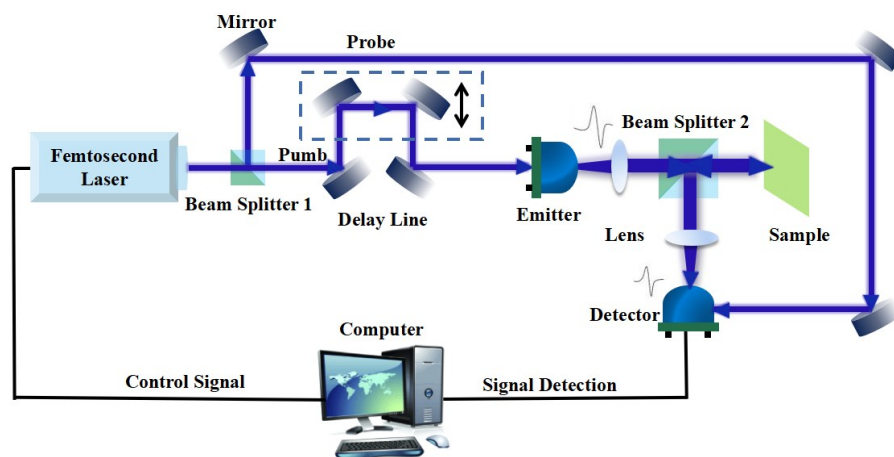 Mirror
Probe
Femtosecond
Laser
Pumb
Beam Splitter 1
Delay Line
Emitter
Beam Splitter 2
Lens
Sample
Detector
Computer
Control Signal
Signal Detection